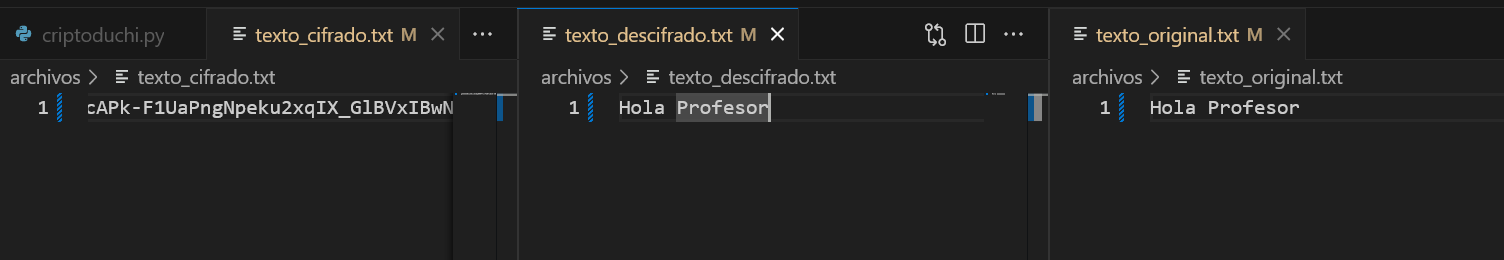 criptoduchi.py
texto_cifrado.txt M
archivos > texto_cifrado.txt
1 cAPk-F1UaPngNpeku2xqIX_GlBVxIBwN
texto_descifrado.txt M
archivos > texto_descifrado.txt
1 Hola Profesor
texto_original.txt M
archivos > texto_original.txt
1 Hola Profesor